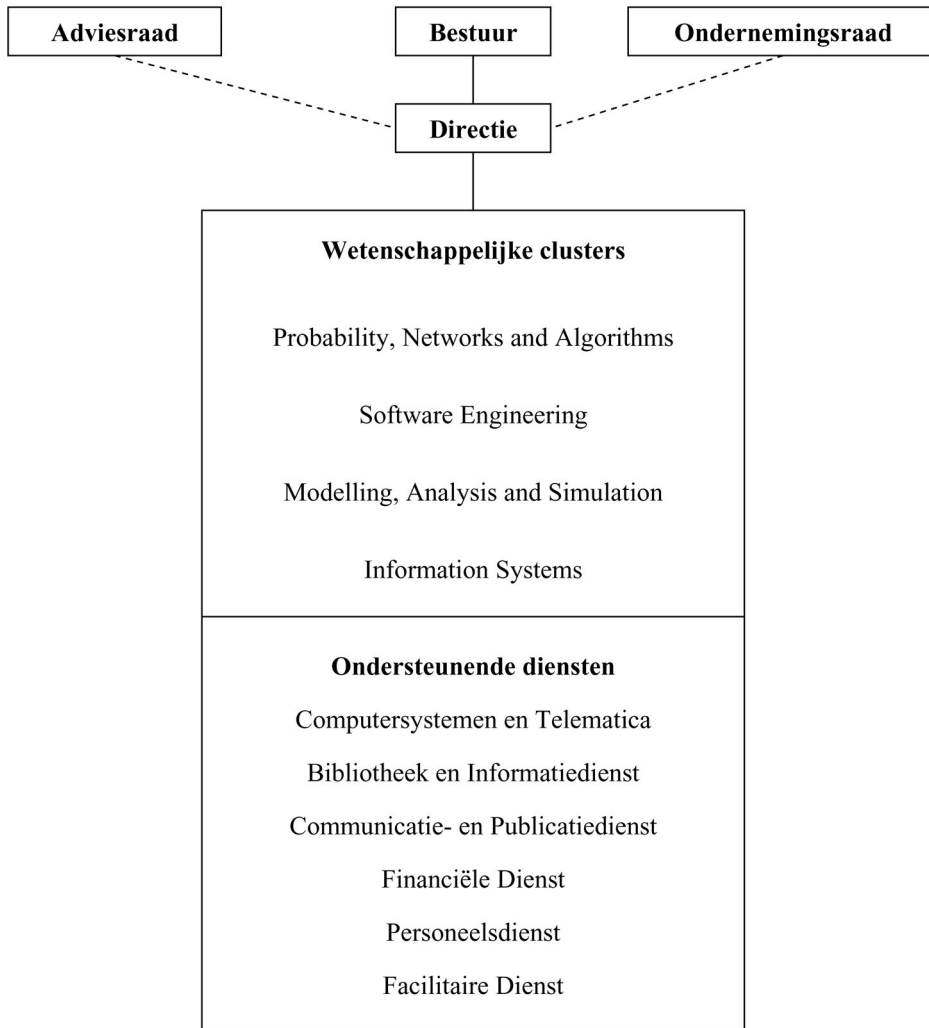 Adviesraad
Bestuur
Ondernemingsraad
Directie
Wetenschappelijke clusters
Probability, Networks and Algorithms
Software Engineering
Modelling, Analysis and Simulation
Information Systems
Ondersteunende diensten
Computersystemen en Telematica
Bibliotheek en Informatiedienst
Communicatie- en Publicatiedienst
Financiële Dienst
Personeelsdienst
Facilitaire Dienst